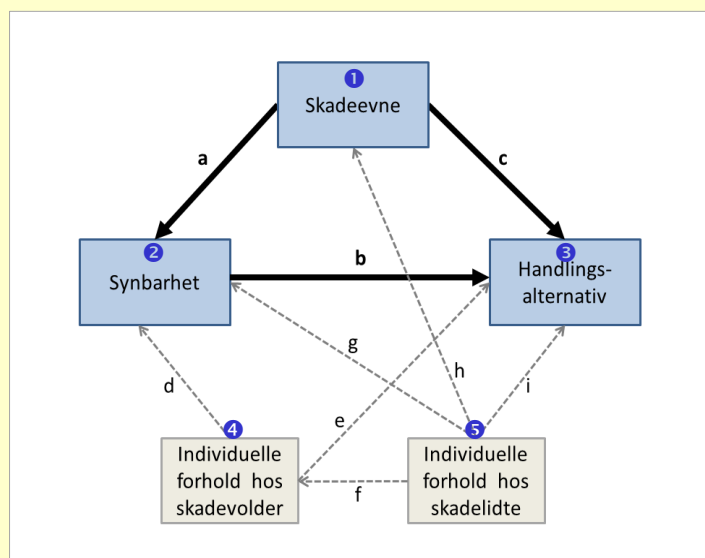 1
Skadeevne
a
c
2
Synbarhet
b
3
Handlings-
alternativ
g
h
d
e
i
4
Individuelle
forhold hos
skadevolder
f
5
Individuelle
forhold hos
skadelidte